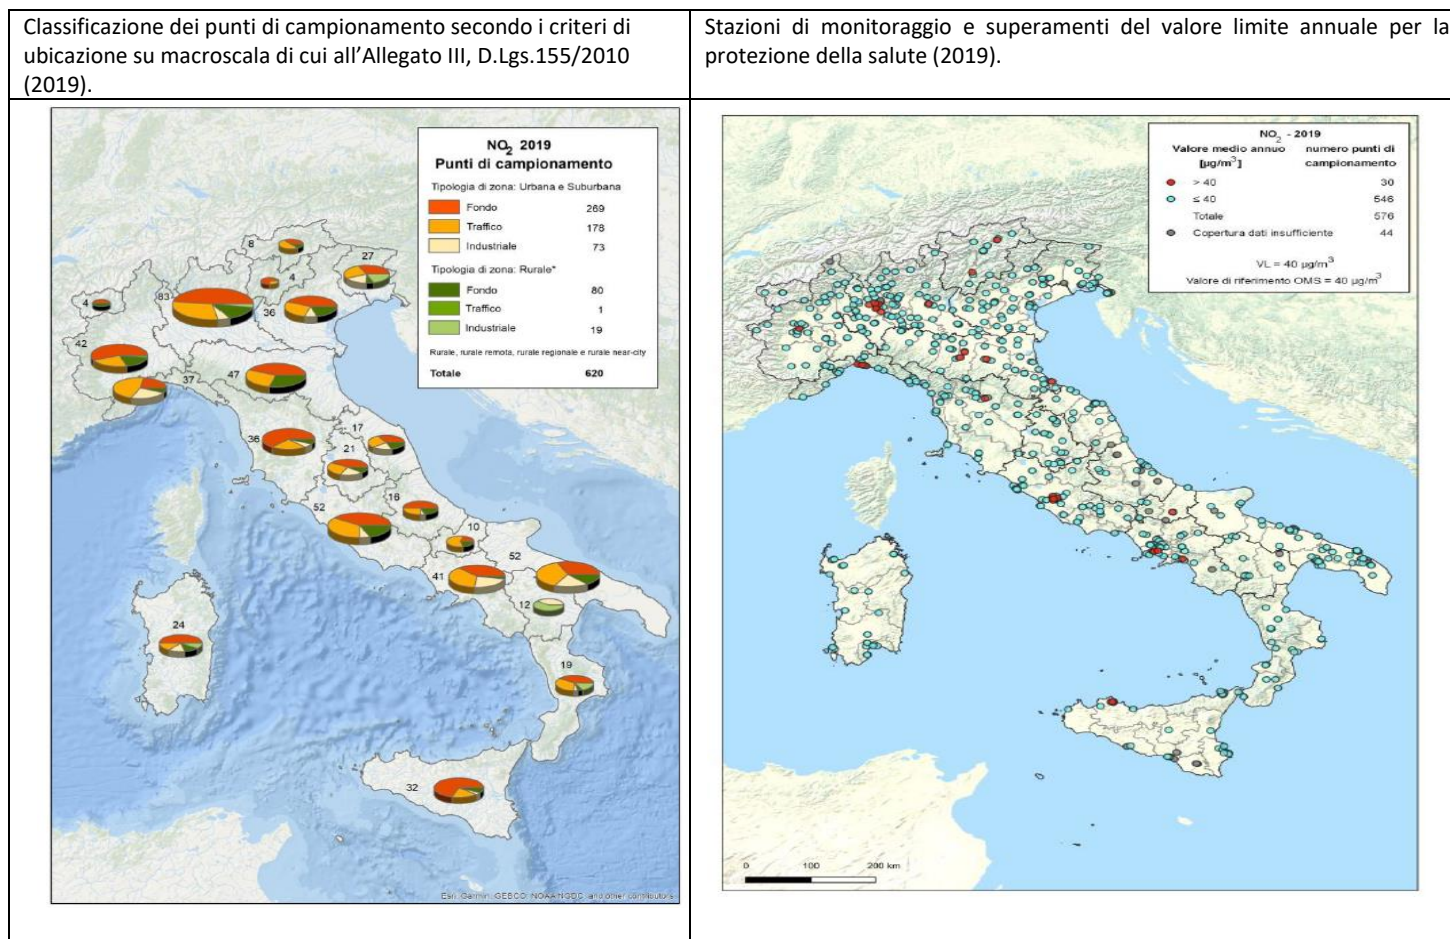 Classificazione dei punti di campionamento secondo i criteri di
ubicazione su macroscala di cui all'Allegato III, D.Lgs.155/2010
(2019).
Stazioni di monitoraggio e superamenti del valore limite annuale per la
protezione della salute (2019).
NO2 2019
Punti di campionamento
Tipologia di zona: Urbana e Suburbana
Fondo 269
Traffico 178
Industriale 73
Tipologia di zona: Rurale*
Fondo 80
Traffico 1
Industriale 19
Rurale, rurale remota, rurale regionale e rurale near-city
Totale 620
8
4
27
4
83
36
42
37
47
36
17
21
16
52
10
52
41
12
24
19
32
Esri, Garmin, GEBCO, NOAA NGDC, and other contributors
NO2 - 2019
Valore medio annuo numero punti di
[µg/m3] campionamento
> 40 30
≤ 40 546
Totale 576
Copertura dati insufficiente 44
VL = 40 µg/m3
Valore di riferimento OMS = 40 µg/m3
0 100 200 km